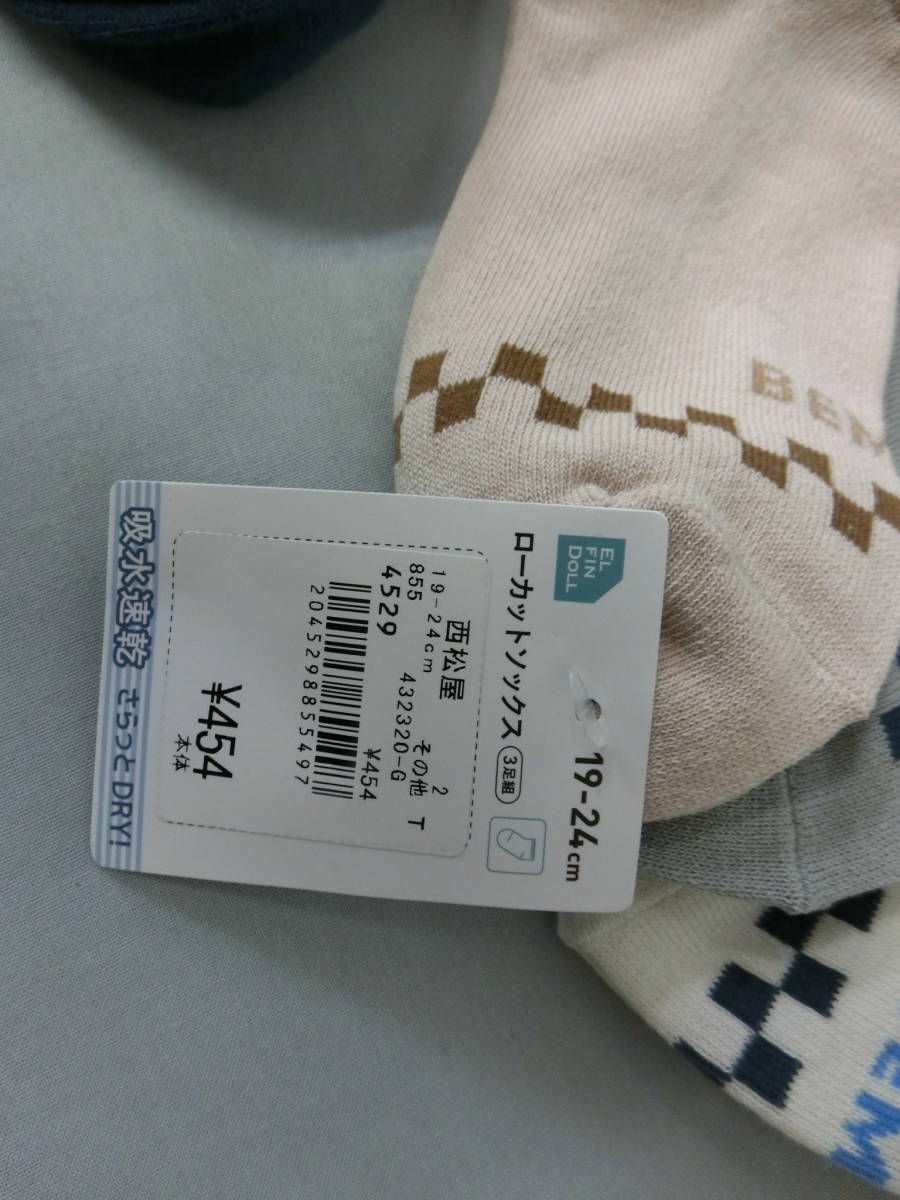 EL
FIN
DOLL
19-24cm
ローカットソックス 3足組
西松屋
2
19-24cm その他 T
855 432320-G
4529 ¥454
2045298855497
¥454
本体
吸水速乾 さらっとDRY!
EM